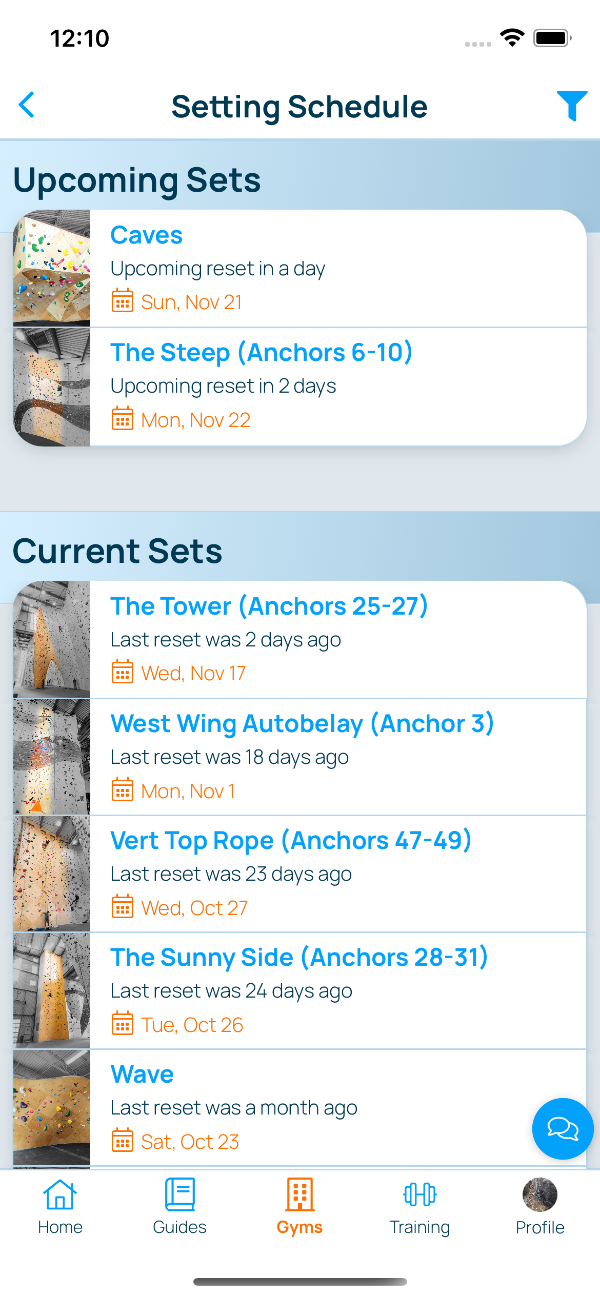 12:10
Setting Schedule
Upcoming Sets
Caves
Upcoming reset in a day
Sun, Nov 21
The Steep (Anchors 6-10)
Upcoming reset in 2 days
Mon, Nov 22
Current Sets
The Tower (Anchors 25-27)
Last reset was 2 days ago
Wed, Nov 17
West Wing Autobelay (Anchor 3)
Last reset was 18 days ago
Mon, Nov 1
Vert Top Rope (Anchors 47-49)
Last reset was 23 days ago
Wed, Oct 27
The Sunny Side (Anchors 28-31)
Last reset was 24 days ago
Tue, Oct 26
Wave
Last reset was a month ago
Sat, Oct 23
Home Guides Gyms Training Profile